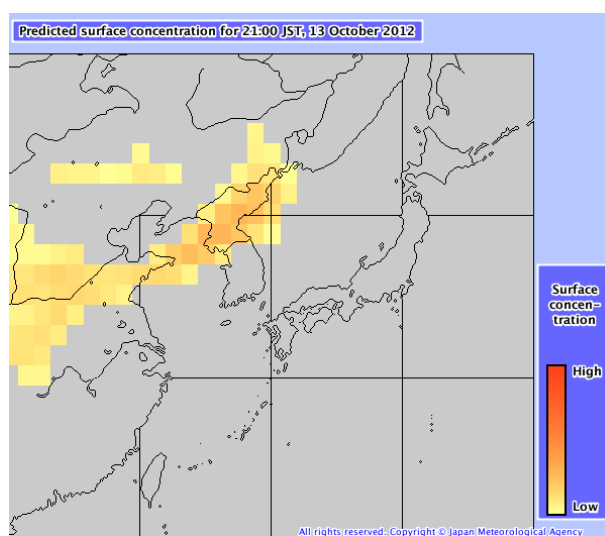 Predicted surface concentration for 21:00 JST, 13 October 2012
Surface
concen-
tration
High
Low
All rights reserved. Copyright © Japan Meteorological Agency